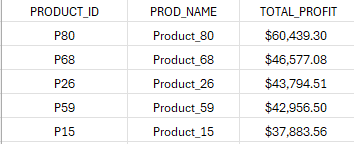 PRODUCT_ID PROD_NAME TOTAL_PROFIT
P80 Product_80 $60,439.30
P68 Product_68 $46,577.08
P26 Product_26 $43,794.51
P59 Product_59 $42,956.50
P15 Product_15 $37,883.56